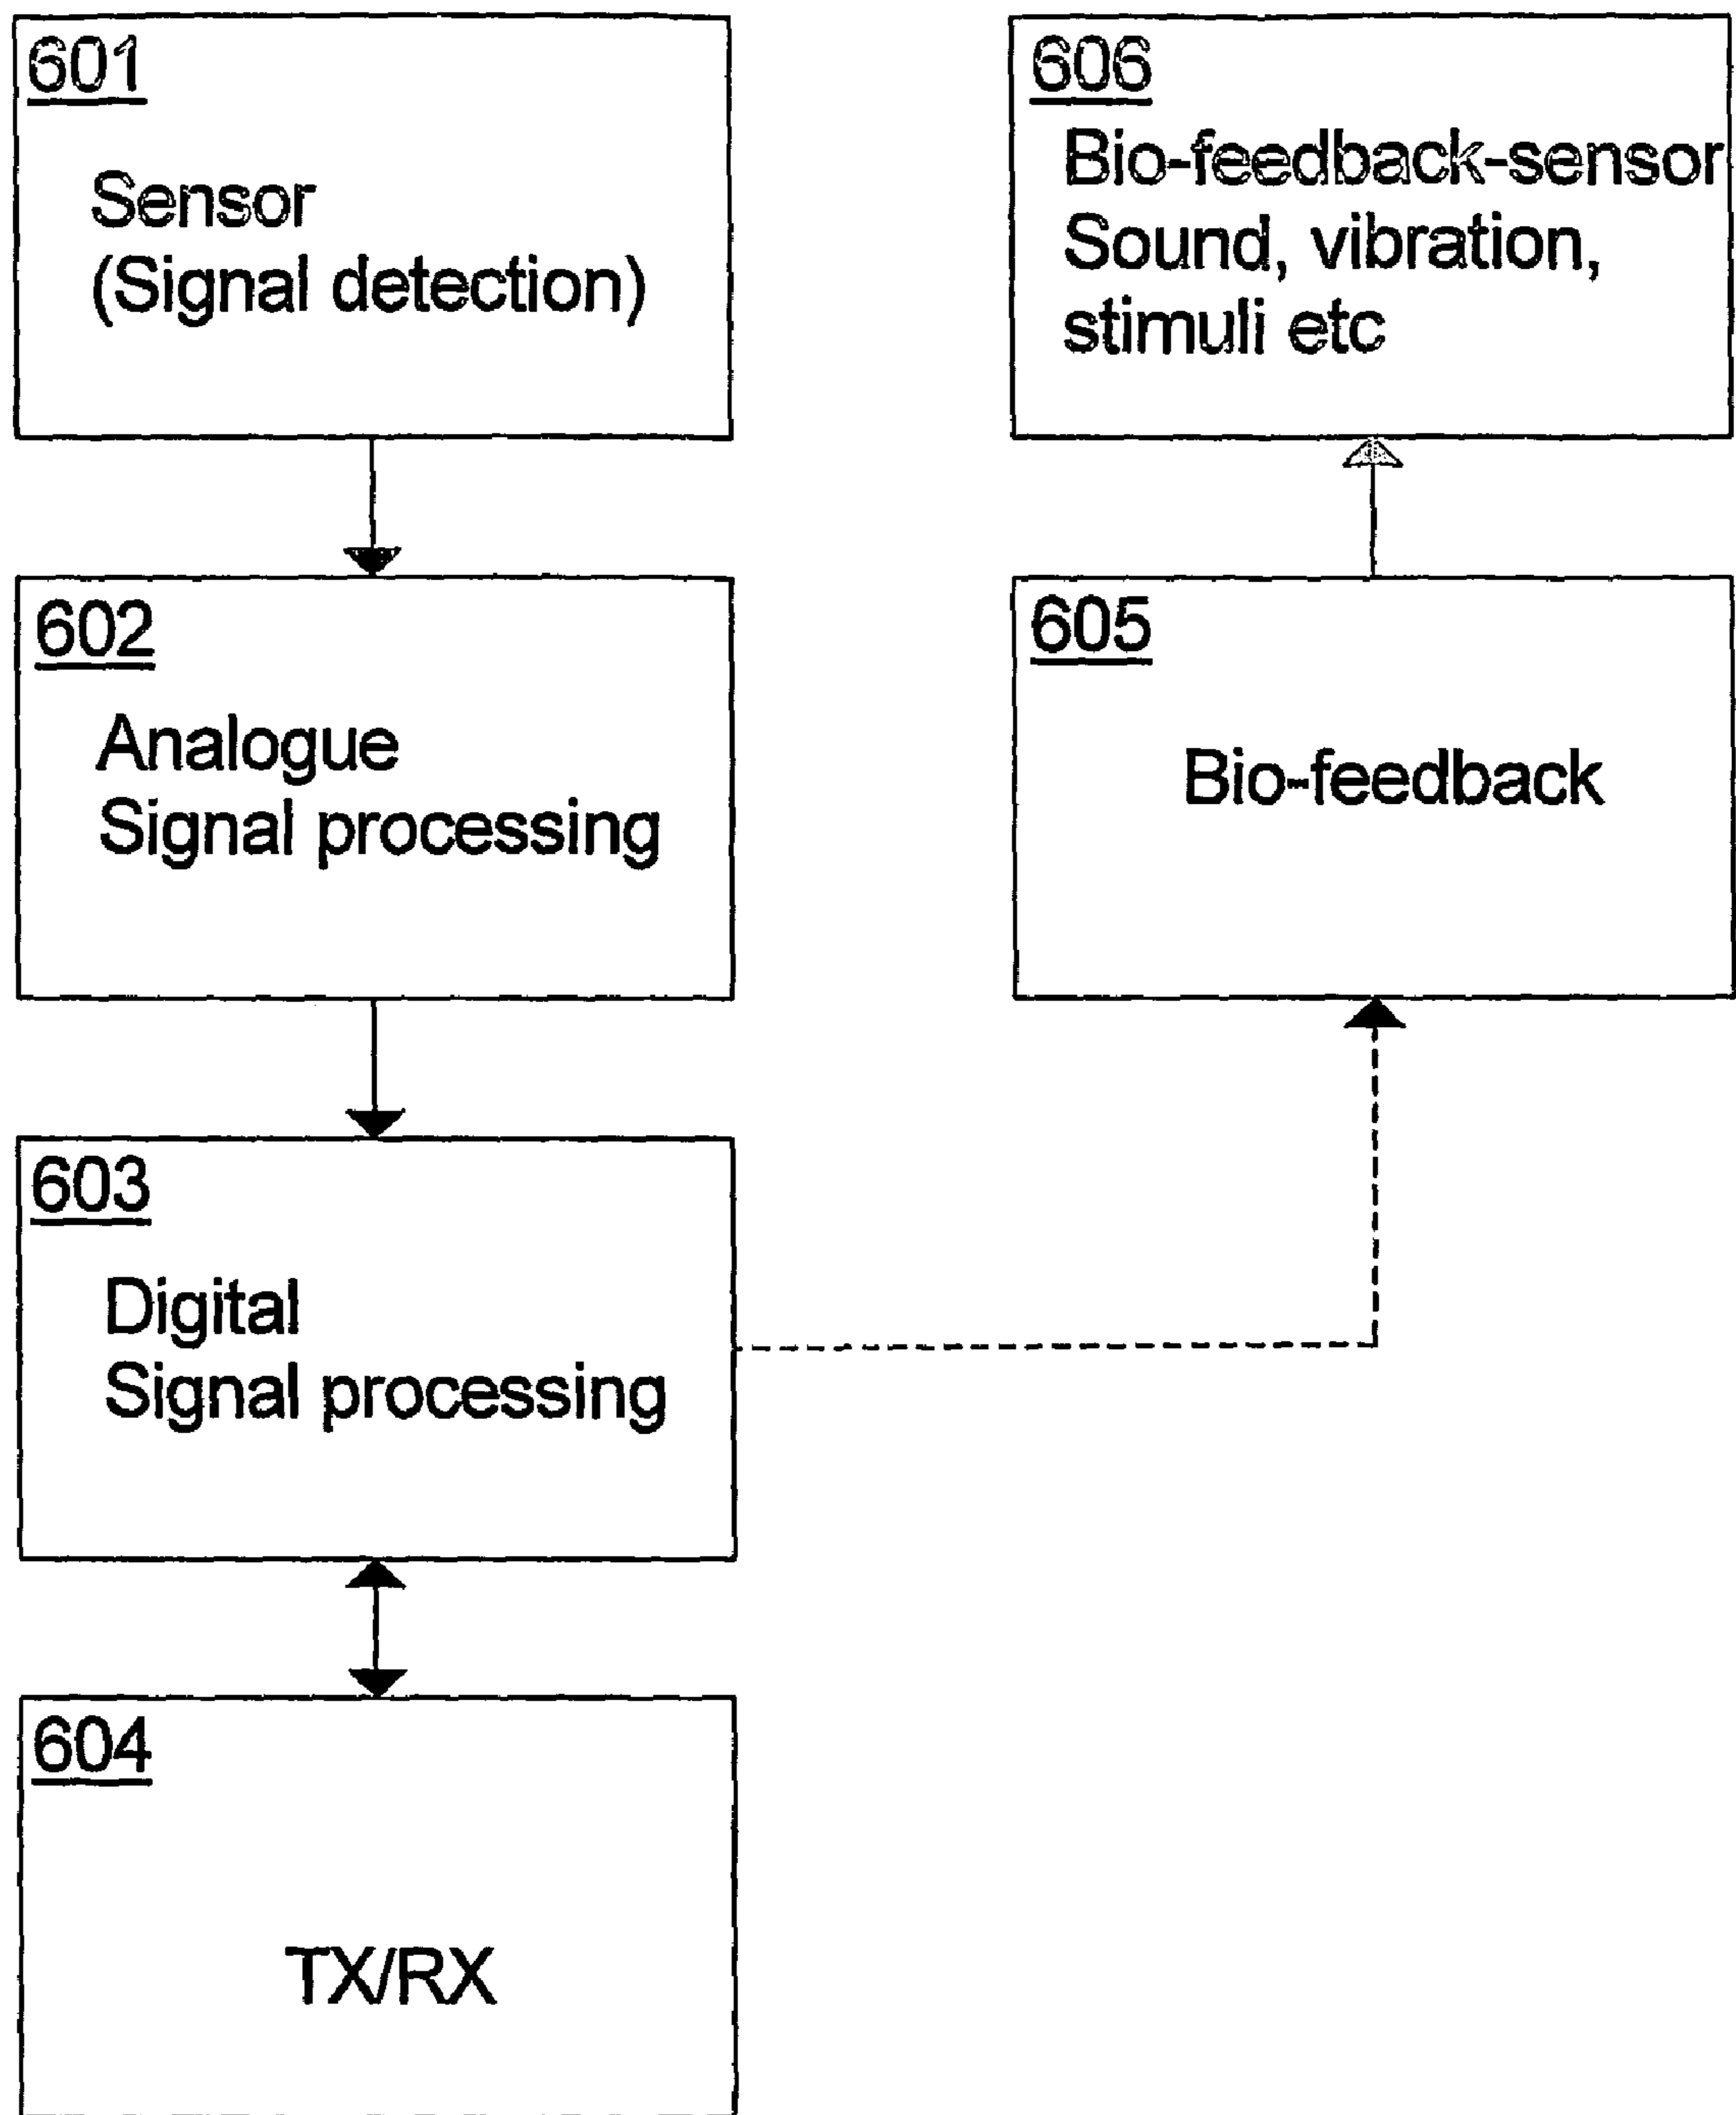 601
Sensor
(Signal detection)
602
Analogue
Signal processing
603
Digital
Signal processing
604
TX/RX
606
Bio-feedback-sensor
Sound, vibration,
stimuli etc
605
Bio-feedback